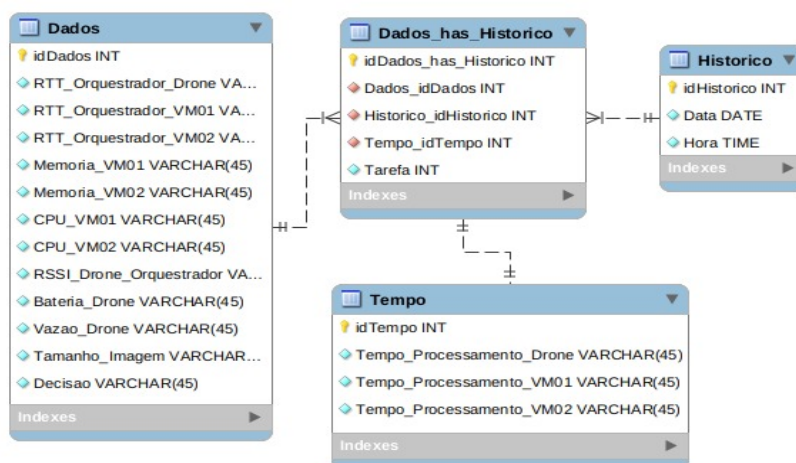 Dados
idDados INT
RTT_Orquestrador_Drone VA...
RTT_Orquestrador_VM01 VA...
RTT_Orquestrador_VM02 VA...
Memoria_VM01 VARCHAR(45)
Memoria_VM02 VARCHAR(45)
CPU_VM01 VARCHAR(45)
CPU_VM02 VARCHAR(45)
RSSI_Drone_Orquestrador VA...
Bateria_Drone VARCHAR(45)
Vazao_Drone VARCHAR(45)
Tamanho_Imagem VARCHAR...
Decisao VARCHAR(45)
Indexes
Dados_has_Historico
idDados_has_Historico INT
Dados_idDados INT
Historico_idHistorico INT
Tempo_idTempo INT
Tarefa INT
Indexes
Historico
idHistorico INT
Data DATE
Hora TIME
Indexes
Tempo
idTempo INT
Tempo_Processamento_Drone VARCHAR(45)
Tempo_Processamento_VM01 VARCHAR(45)
Tempo_Processamento_VM02 VARCHAR(45)
Indexes